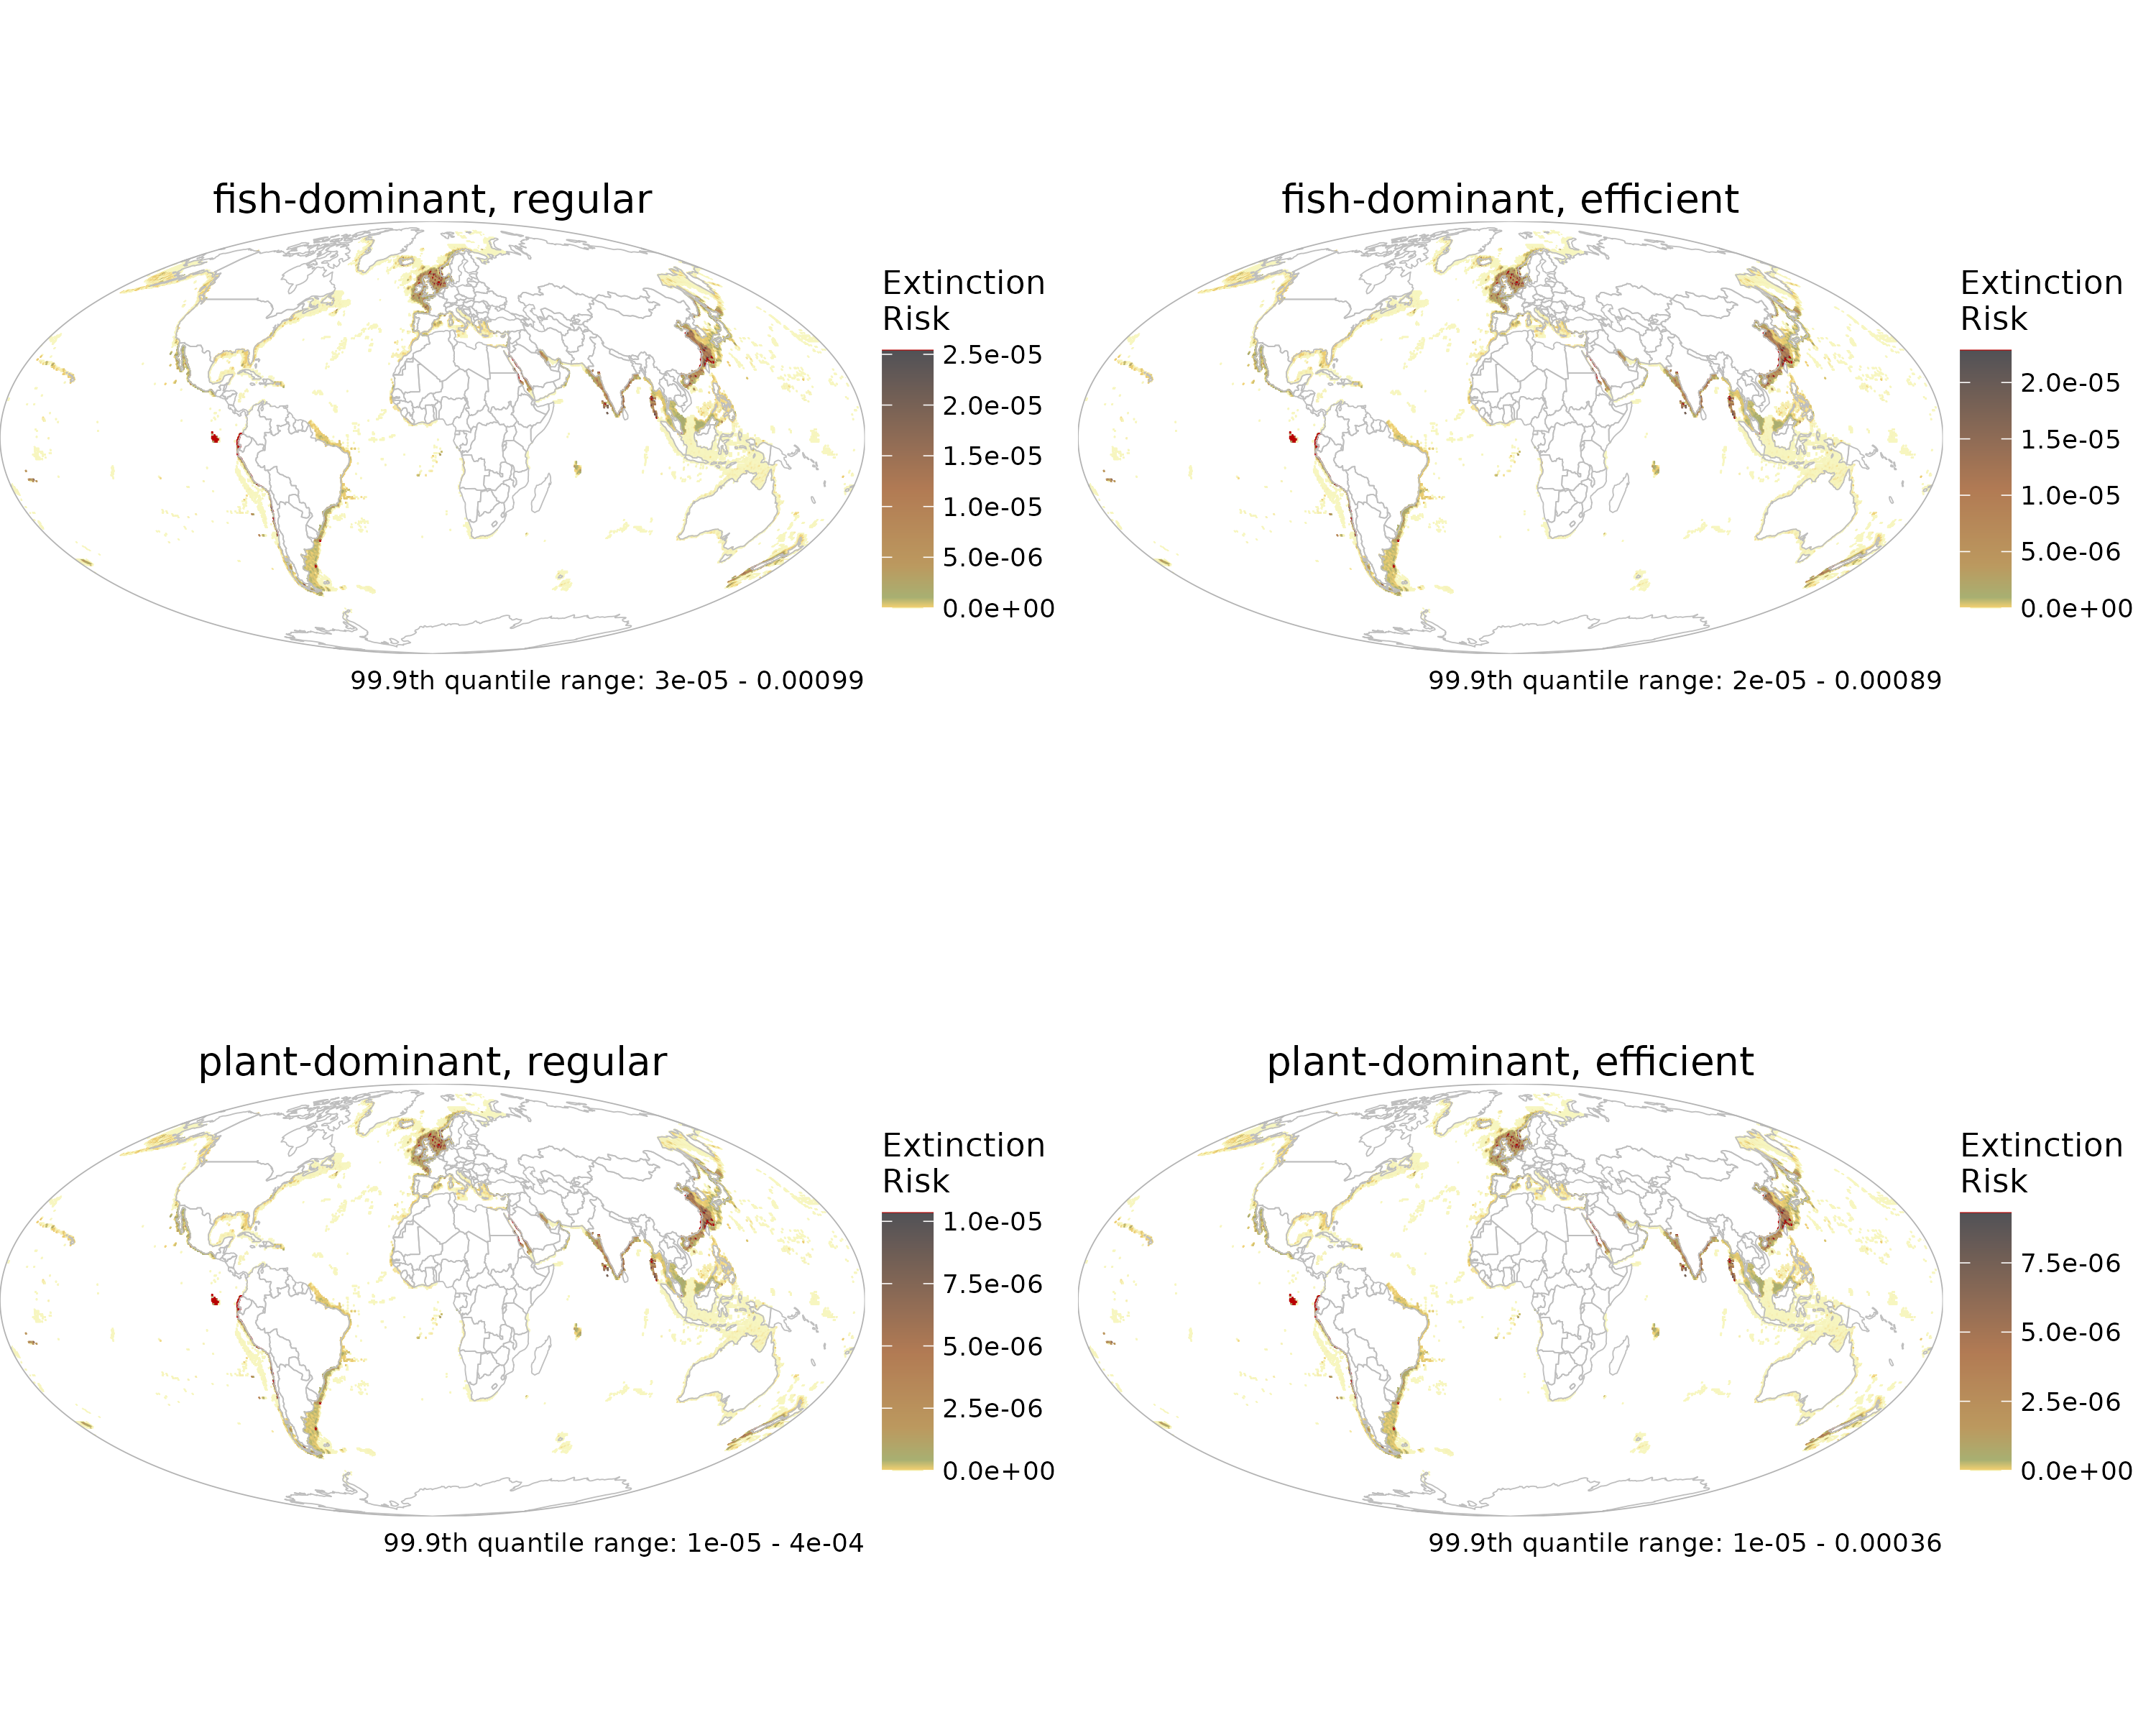 fish-dominant, regular
Extinction
Risk
2.5e-05
2.0e-05
1.5e-05
1.0e-05
5.0e-06
0.0e+00
99.9th quantile range: 3e-05 - 0.00099
fish-dominant, efficient
Extinction
Risk
2.0e-05
1.5e-05
1.0e-05
5.0e-06
0.0e+00
99.9th quantile range: 2e-05 - 0.00089
plant-dominant, regular
Extinction
Risk
1.0e-05
7.5e-06
5.0e-06
2.5e-06
0.0e+00
99.9th quantile range: 1e-05 - 4e-04
plant-dominant, efficient
Extinction
Risk
7.5e-06
5.0e-06
2.5e-06
0.0e+00
99.9th quantile range: 1e-05 - 0.00036